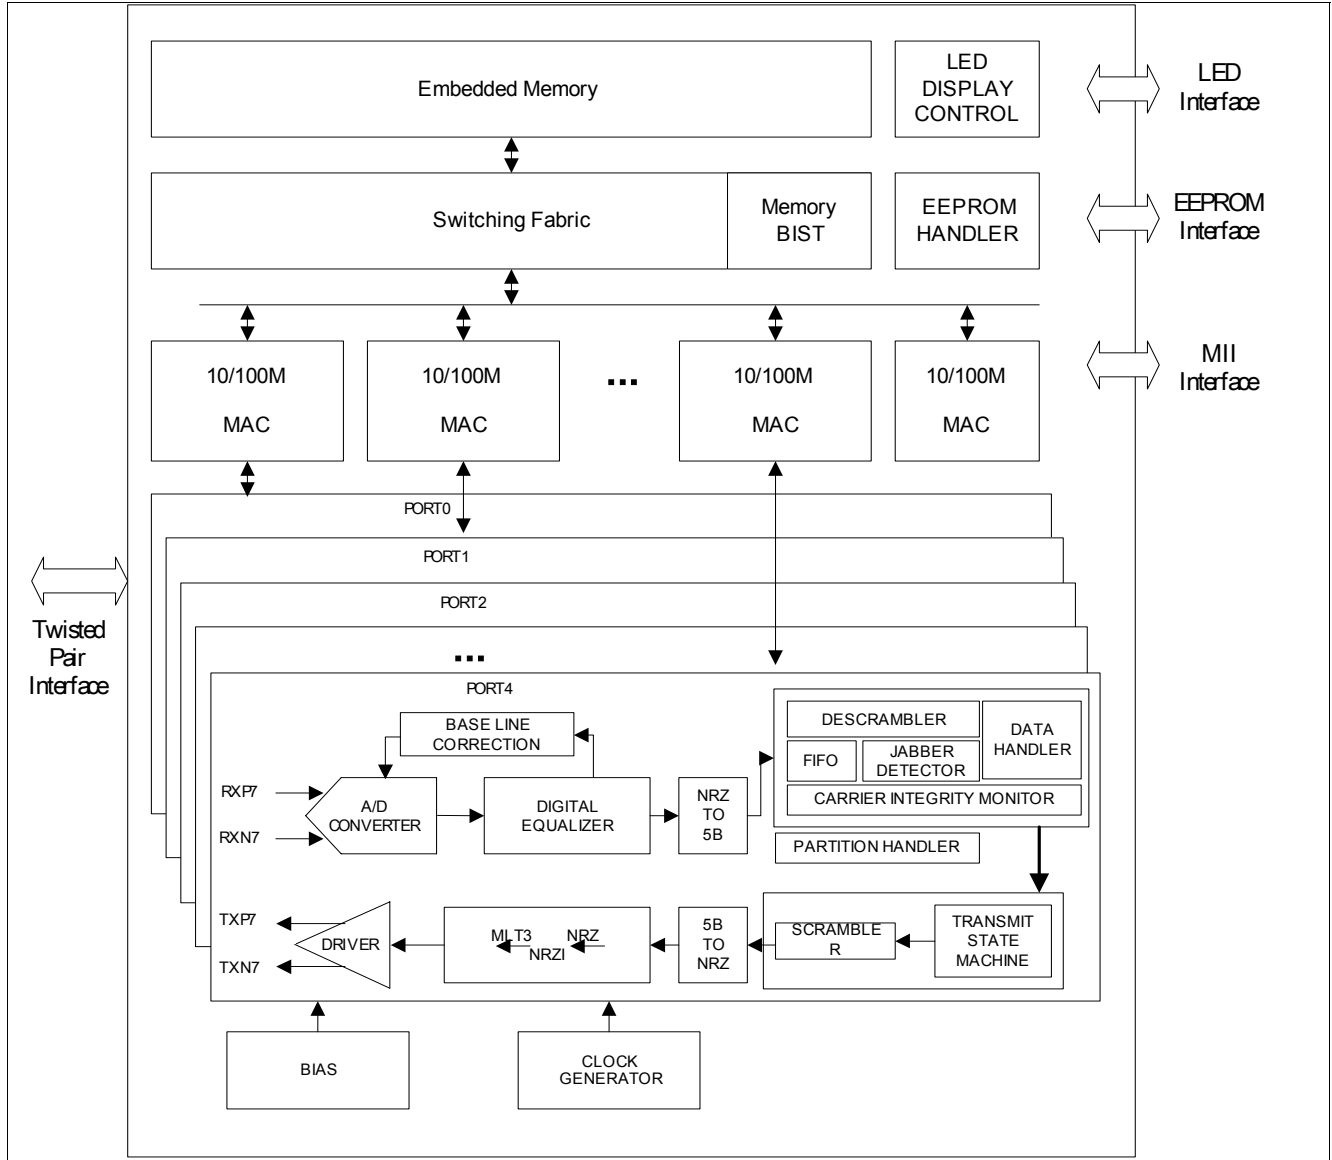 Embedded Memory
LED
DISPLAY
CONTROL
LED
Interface
Switching Fabric
Memory
BIST
EEPROM
HANDLER
EEPROM
Interface
10/100M
MAC
10/100M
MAC
...
10/100M
MAC
10/100M
MAC
MII
Interface
PORT0
PORT1
PORT2
...
PORT4
Twisted
Pair
Interface
BASE LINE
CORRECTION
RXP7
RXN7
A/D
CONVERTER
DIGITAL
EQUALIZER
NRZ
TO
5B
DESCRAMBLER
FIFO
JABBER
DETECTOR
DATA
HANDLER
CARRIER INTEGRITY MONITOR
PARTITION HANDLER
TXP7
TXN7
DRIVER
MLT3 NRZ
NRZI
5B
TO
NRZ
SCRAMBLE
R
TRANSMIT
STATE
MACHINE
BIAS
CLOCK
GENERATOR